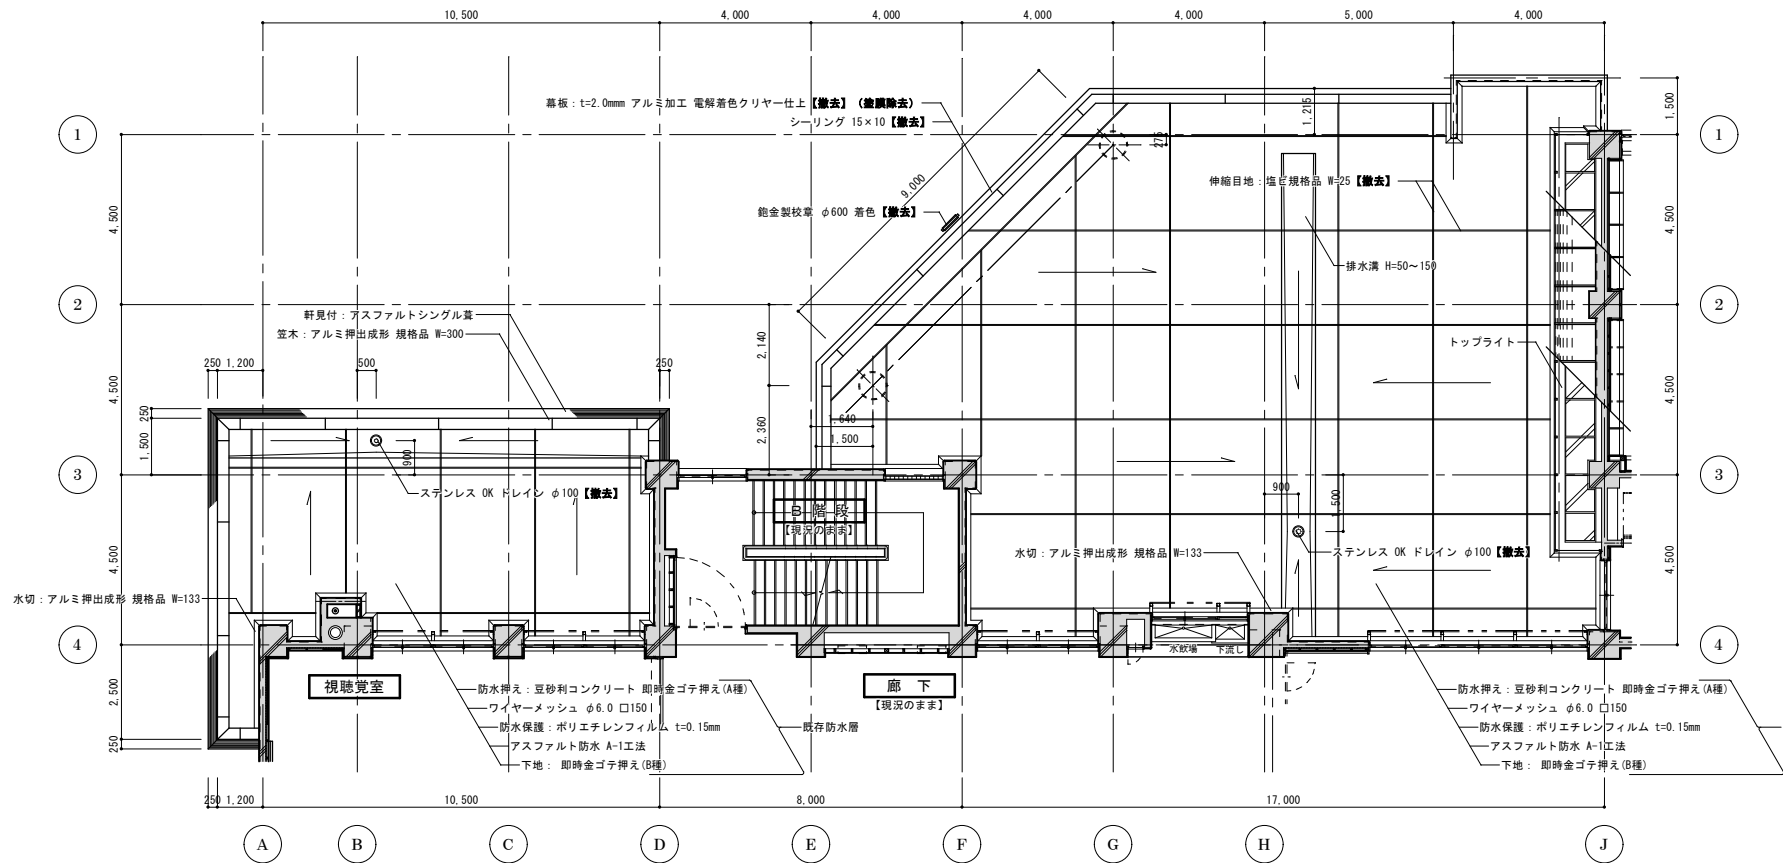 10,500
4,000
4,000
4,000
4,000
5,000
4,000
幕板：t=2.0mm アルミ加工 電解着色クリヤー仕上【撤去】（塗膜除去）
シーリング 15×10【撤去】
1,215
1,500
1
275
1
9,000
伸縮目地：塩ビ規格品 W=25【撤去】
鉑金製校章 φ600 着色【撤去】
4,500
4,500
4,500
排水溝 H=50～150
2
2
軒見付：アスファルトシングル葺
笠木：アルミ押出成形 規格品 W=300
2,140
トップライト
250 1,200
500
250
4,500
4,500
4,500
250
1,500
2,360
1,640
1,500
900
3
3
ステンレス OK ドレイン φ100【撤去】
900
1,500
B 階段
【現況のまま】
水切：アルミ押出成形 規格品 W=133
ステンレス OK ドレイン φ100【撤去】
4,500
4,500
4,500
水切：アルミ押出成形 規格品 W=133
4
水飲場
下流し
4
視聴覚室
廊 下
【現況のまま】
2,500
250
防水押え：豆砂利コンクリート 即時金ゴテ押え(A種)
ワイヤーメッシュ φ6.0 □150
防水保護：ポリエチレンフィルム t=0.15mm
既存防水層
アスファルト防水 A-1工法
下地： 即時金ゴテ押え(B種)
防水押え：豆砂利コンクリート 即時金ゴテ押え(A種)
ワイヤーメッシュ φ6.0 □150
防水保護：ポリエチレンフィルム t=0.15mm
アスファルト防水 A-1工法
下地： 即時金ゴテ押え(B種)
250 1,200
10,500
8,000
17,000
A
B
C
D
E
F
G
H
J